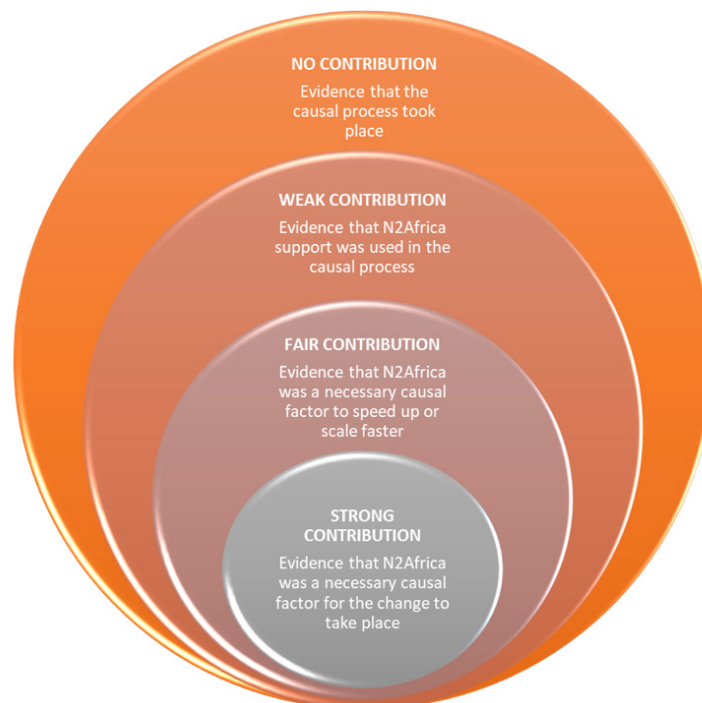 NO CONTRIBUTION
Evidence that the
causal process took
place
WEAK CONTRIBUTION
Evidence that N2Africa
support was used in the
causal process
FAIR CONTRIBUTION
Evidence that N2Africa
was a necessary causal
factor to speed up or
scale faster
STRONG
CONTRIBUTION
Evidence that N2Africa
was a necessary causal
factor for the change to
take place